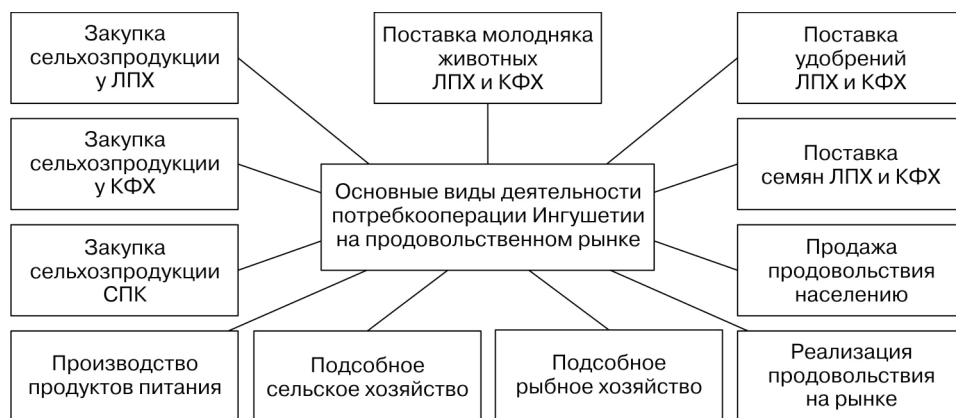 Закупка
сельхозпродукции
у ЛПХ
Поставка молодняка
животных
ЛПХ и КФХ
Поставка
удобрений
ЛПХ и КФХ
Закупка
сельхозпродукции
у КФХ
Основные виды деятельности
потребкооперации Ингушетии
на продовольственном рынке
Поставка
семян ЛПХ и КФХ
Закупка
сельхозпродукции
СПК
Продажа
продовольствия
населению
Производство
продуктов питания
Подсобное
сельское хозяйство
Подсобное
рыбное хозяйство
Реализация
продовольствия
на рынке